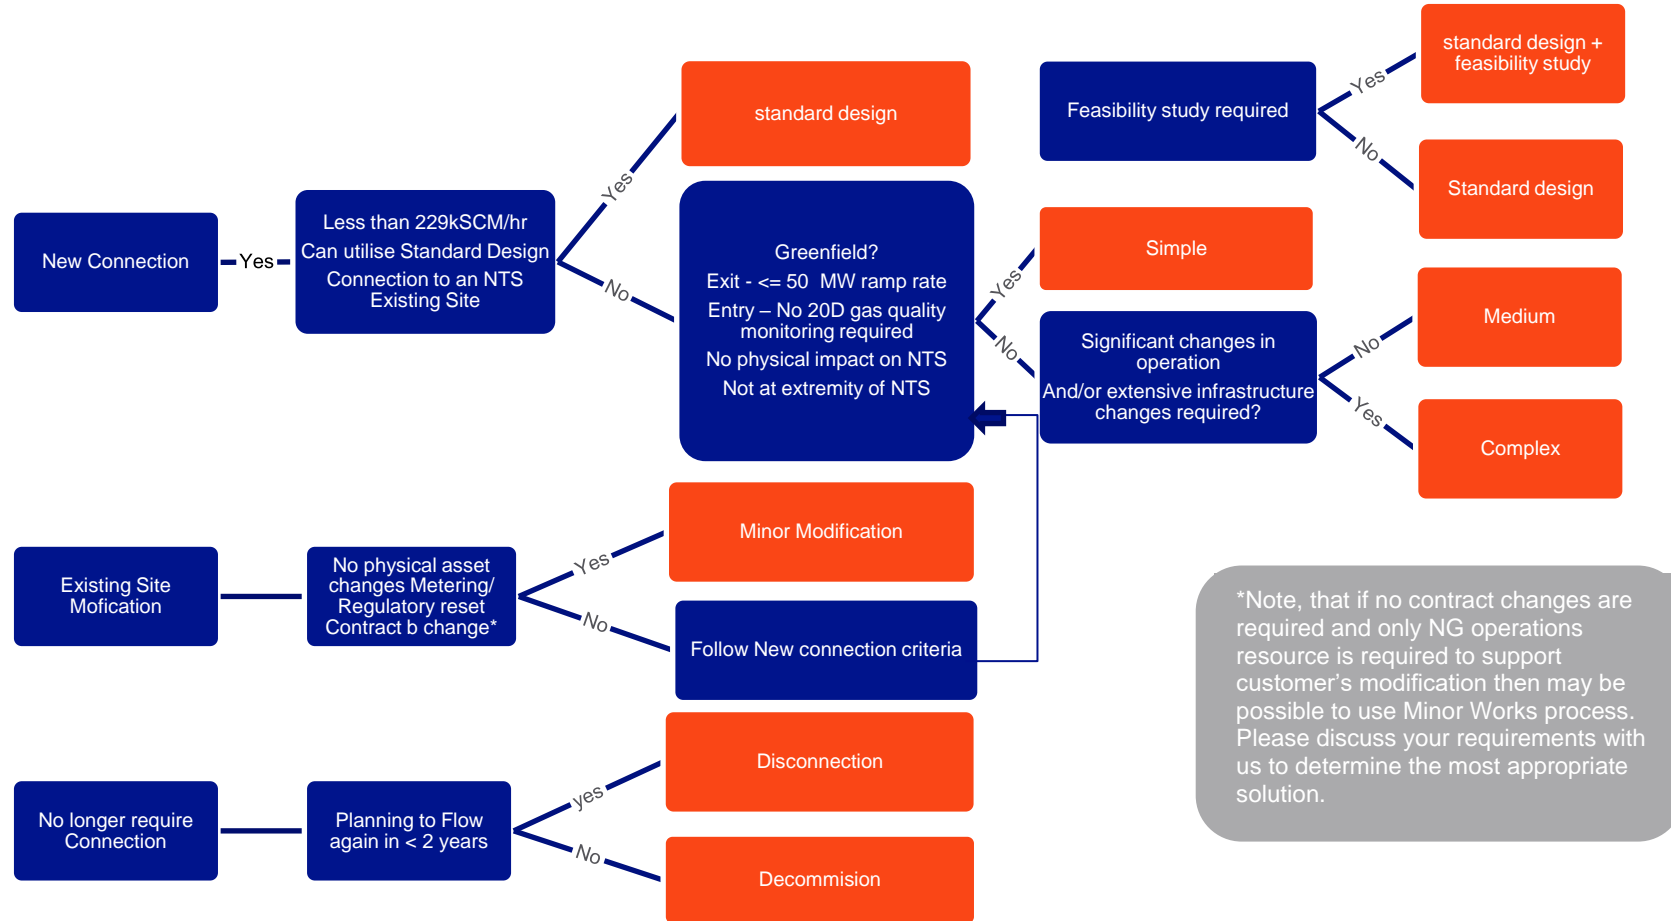 New Connection
Yes
Less than 229kSCM/hr
Can utilise Standard Design
Connection to an NTS
Existing Site
Yes
No
standard design
Greenfield?
Exit - <= 50 MW ramp rate
Entry – No 20D gas quality
monitoring required
No physical impact on NTS
Not at extremity of NTS
Yes
No
Feasibility study required
Yes
No
standard design +
feasibility study
Standard design
Simple
Significant changes in
operation
And/or extensive infrastructure
changes required?
No
Yes
Medium
Complex
Existing Site
Mofication
No physical asset
changes Metering/
Regulatory reset
Contract b change*
Yes
No
Minor Modification
Follow New connection criteria
No longer require
Connection
Planning to Flow
again in < 2 years
yes
No
Disconnection
Decommision
*Note, that if no contract changes are
required and only NG operations
resource is required to support
customer’s modification then may be
possible to use Minor Works process.
Please discuss your requirements with
us to determine the most appropriate
solution.